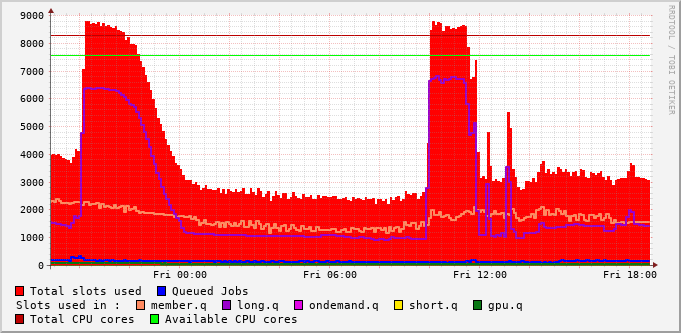 9000
8000
7000
6000
5000
4000
3000
2000
1000
0
Fri 00:00 Fri 06:00 Fri 12:00 Fri 18:00
Total slots used Queued Jobs
Slots used in : member.q long.q ondemand.q short.q gpu.q
Total CPU cores Available CPU cores
RRDTOOL / TOBI OETIKER